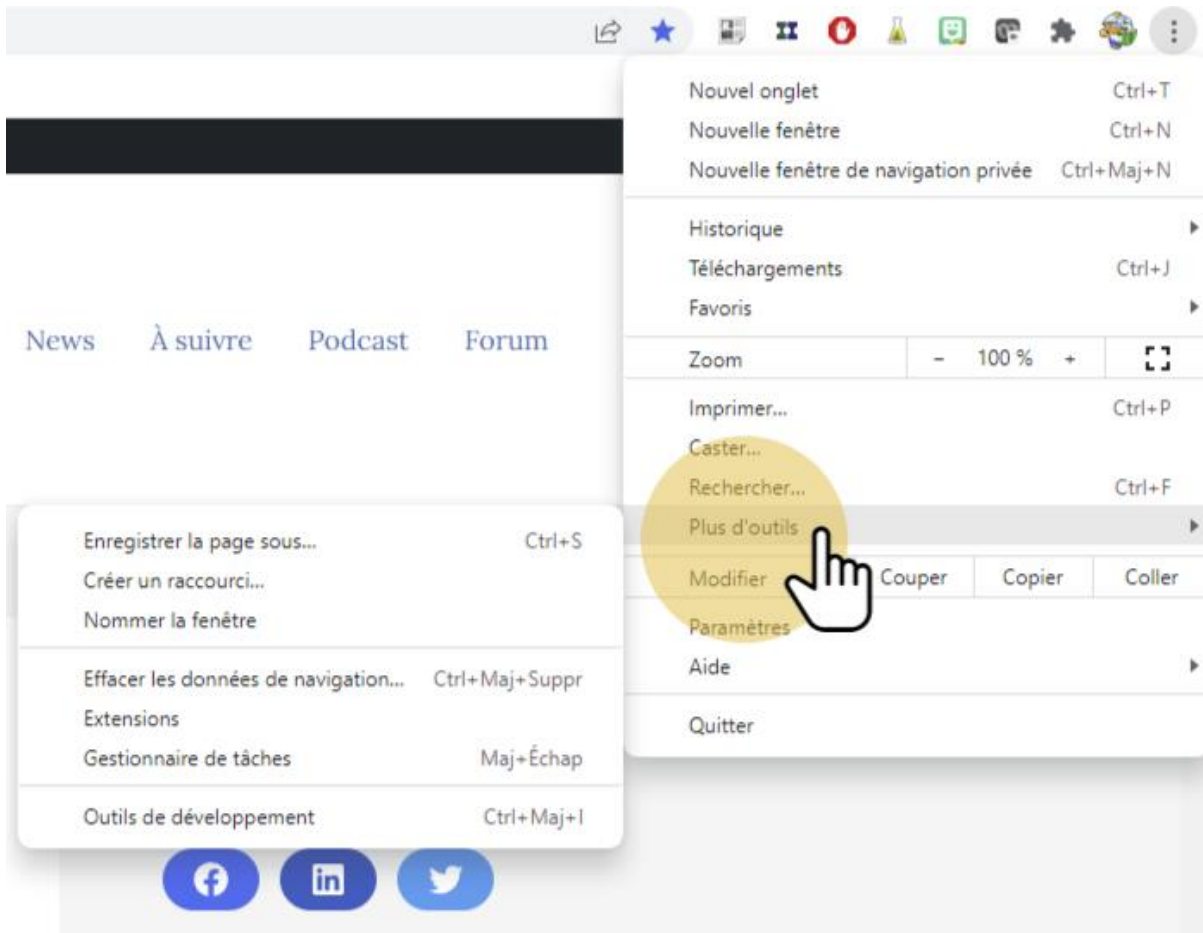 Nouvel onglet Ctrl+T
Nouvelle fenêtre Ctrl+N
Nouvelle fenêtre de navigation privée Ctrl+Maj+N
Historique
Téléchargements Ctrl+J
Favoris
Zoom - 100 % +
Imprimer... Ctrl+P
Caster...
Rechercher... Ctrl+F
Plus d'outils
Modifier Couper Copier Coller
Paramètres
Aide
Quitter
News À suivre Podcast Forum
Enregistrer la page sous... Ctrl+S
Créer un raccourci...
Nommer la fenêtre
Effacer les données de navigation... Ctrl+Maj+Suppr
Extensions
Gestionnaire de tâches Maj+Échap
Outils de développement Ctrl+Maj+I
in